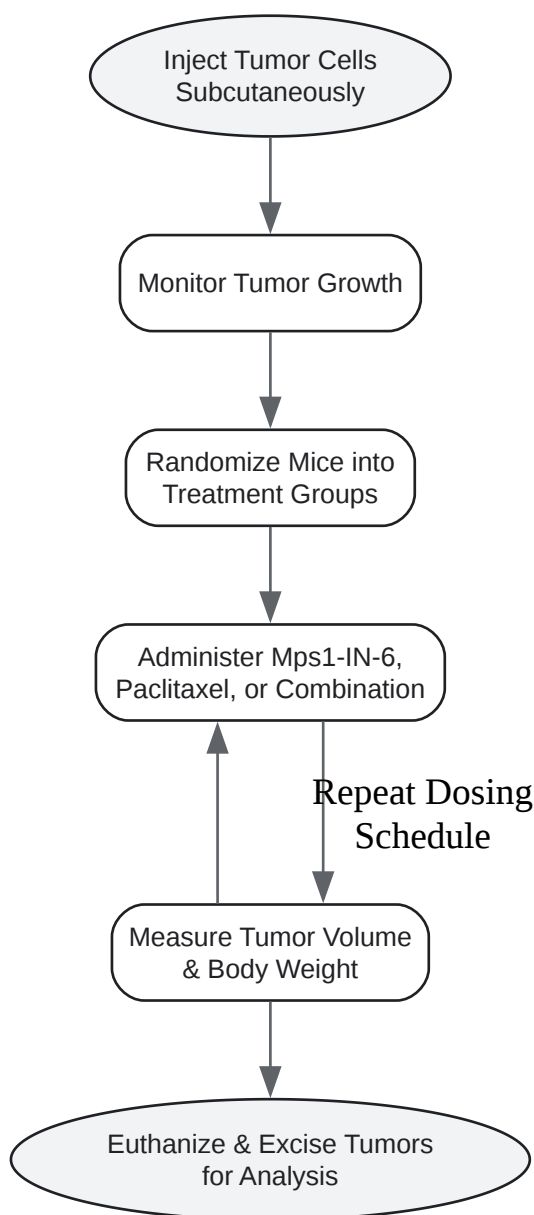 Inject Tumor Cells
Subcutaneously
Monitor Tumor Growth
Randomize Mice into
Treatment Groups
Administer Mps1-IN-6,
Paclitaxel, or Combination
Repeat Dosing
Schedule
Measure Tumor Volume
& Body Weight
Euthanize & Excise Tumors
for Analysis